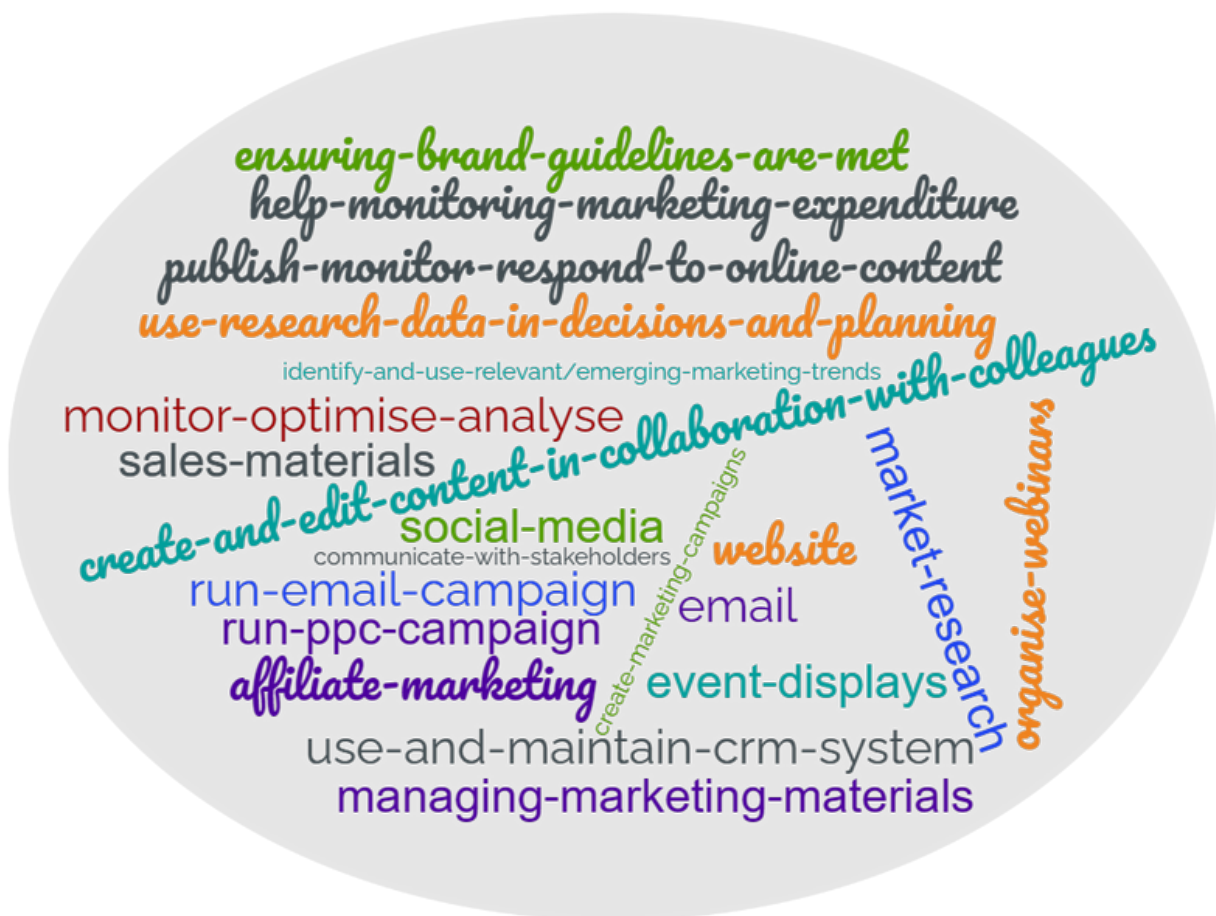 ensuring-brand-guidelines-are-met
help-monitoring-marketing-expenditure
publish-monitor-respond-to-online-content
use-research-data-in-decisions-and-planning
identify-and-use-relevant/emerging-marketing-trends
create-and-edit-content-in-collaboration-with-colleagues
monitor-optimise-analyse
sales-materials
social-media
communicate-with-stakeholders
run-email-campaign
run-ppc-campaign
affiliate-marketing
create-marketing-campaigns
website
email
event-displays
market-research
organise-webinars
use-and-maintain-crm-system
managing-marketing-materials